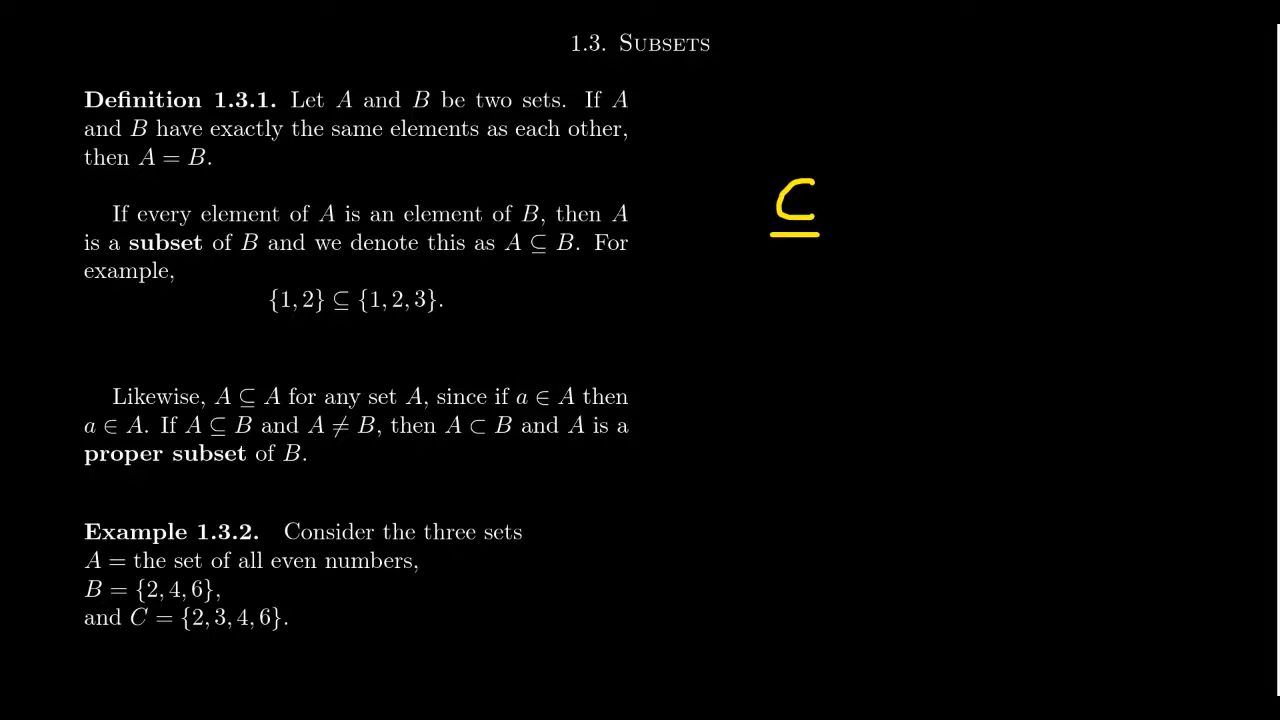 1.3. Subsets
Definition 1.3.1. Let A and B be two sets. If A
and B have exactly the same elements as each other,
then A = B.
If every element of A is an element of B, then A
is a subset of B and we denote this as A ⊆ B. For
example,
{1, 2} ⊆ {1, 2, 3}.
Likewise, A ⊆ A for any set A, since if a ∈ A then
a ∈ A. If A ⊆ B and A ≠ B, then A ⊂ B and A is a
proper subset of B.
Example 1.3.2. Consider the three sets
A = the set of all even numbers,
B = {2, 4, 6},
and C = {2, 3, 4, 6}.
⊆